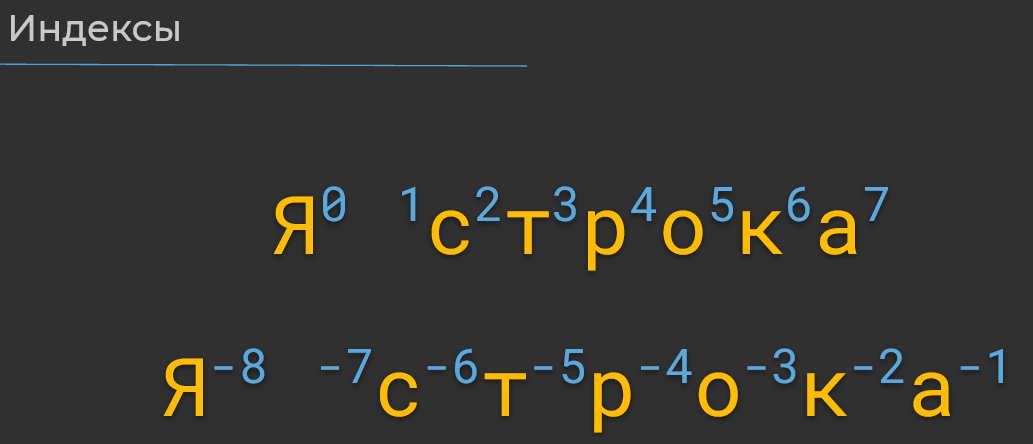 Индексы
Я⁰ ¹с²т³р⁴о⁵к⁶а⁷
Я⁻⁸ ⁻⁷с⁻⁶т⁻⁵р⁻⁴о⁻³к⁻²а⁻¹